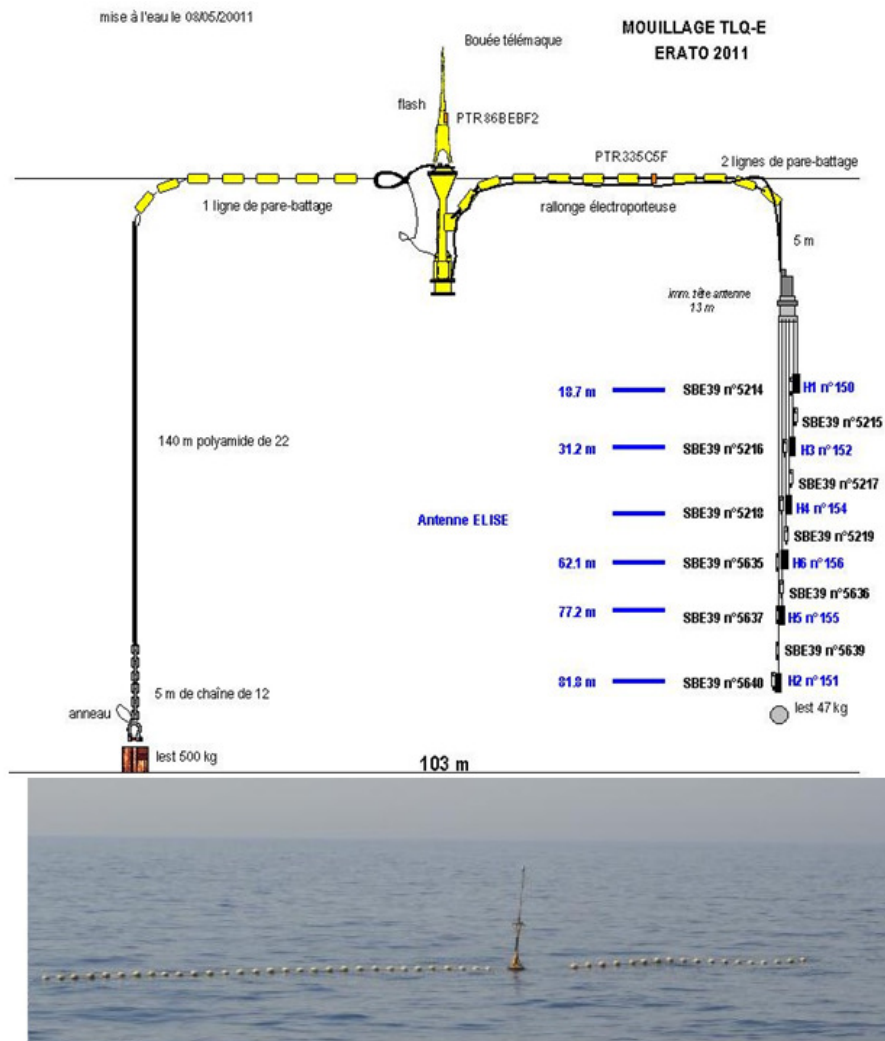 mise à l'eau le 08/05/20011
MOUILLAGE TLQ-E
ERATO 2011
Bouée télémaque
flash
PTR86BEBF2
PTR335C5F
2 lignes de pare-battage
1 ligne de pare-battage
rallonge électroporteuse
5 m
imm. tête antenne
13 m
18.7 m
SBE39 n°5214
H1 n°150
SBE39 n°5215
140 m polyamide de 22
31.2 m
SBE39 n°5216
H3 n°152
SBE39 n°5217
Antenne ELISE
SBE39 n°5218
H4 n°154
SBE39 n°5219
62.1 m
SBE39 n°5635
H6 n°156
SBE39 n°5636
77.2 m
SBE39 n°5637
H5 n°155
SBE39 n°5639
81.8 m
SBE39 n°5640
H2 n°151
5 m de chaîne de 12
anneau
lest 47 kg
lest 500 kg
103 m